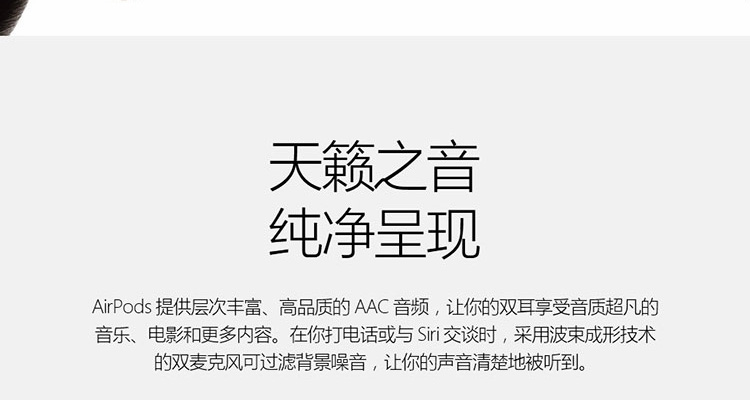 天籁之音
纯净呈现
AirPods 提供层次丰富、高品质的 AAC 音频，让你的双耳享受音质超凡的
音乐、电影和更多内容。在你打电话或与 Siri 交谈时，采用波束成形技术
的双麦克风可过滤背景噪音，让你的声音清楚地被听到。